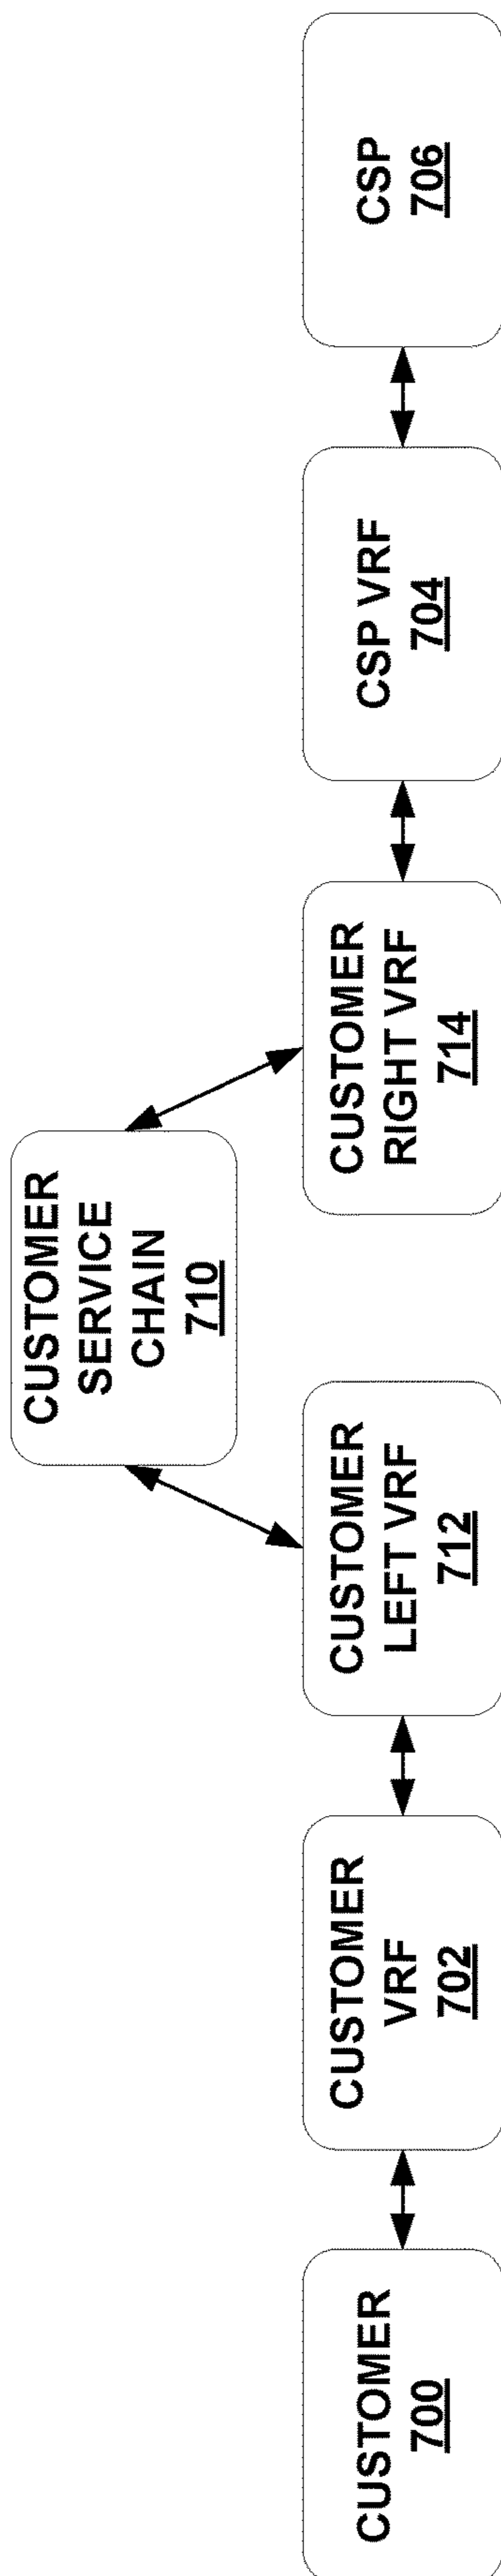 CUSTOMER
SERVICE
CHAIN
710
CUSTOMER
700
CUSTOMER
VRF
702
CUSTOMER
LEFT VRF
712
CUSTOMER
RIGHT VRF
714
CSP VRF
704
CSP
706